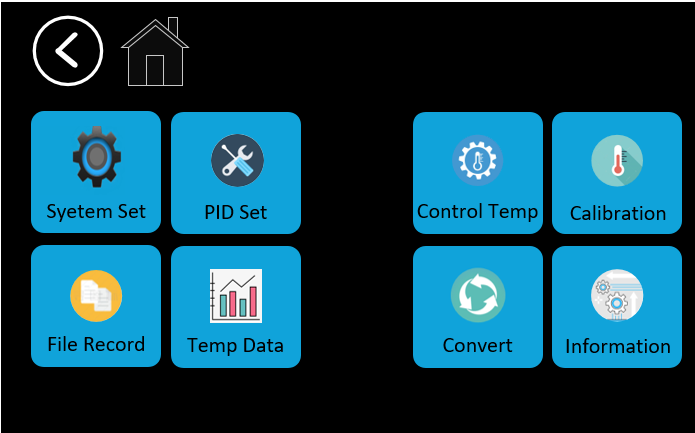 Syetem Set
PID Set
Control Temp
Calibration
File Record
Temp Data
Convert
Information